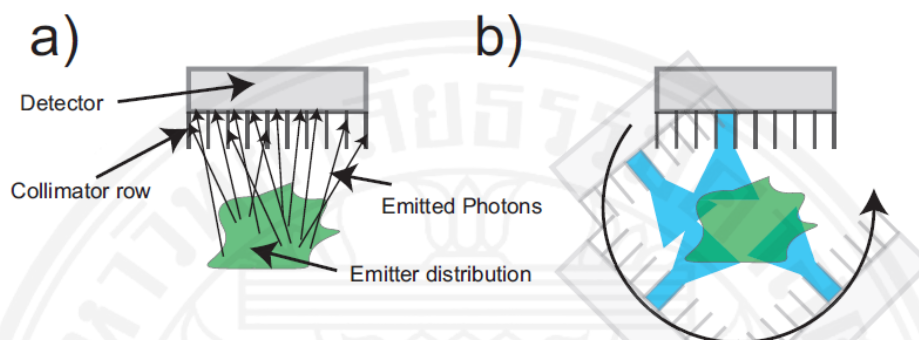 a)
b)
Detector
Collimator row
Emitted Photons
Emitter distribution